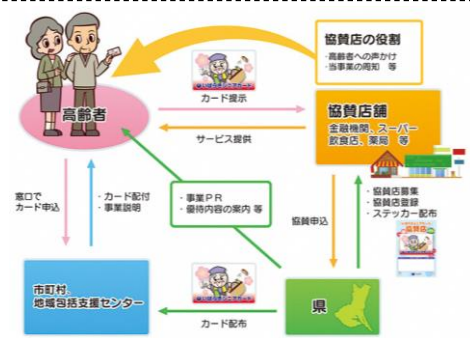 協賛店の役割
・高齢者への声かけ
・当事業の周知　等
高齢者
カード提示
サービス提供
協賛店舗
金融機関、スーパー
飲食店、薬局　等
窓口で
カード申込
・カード配付
・事業説明
・事業ＰＲ
・優待内容の案内 等
協賛申込
・協賛店募集
・協賛店登録
・ステッカー配布
協賛店
市町村、
地域包括支援センター
カード配布
県